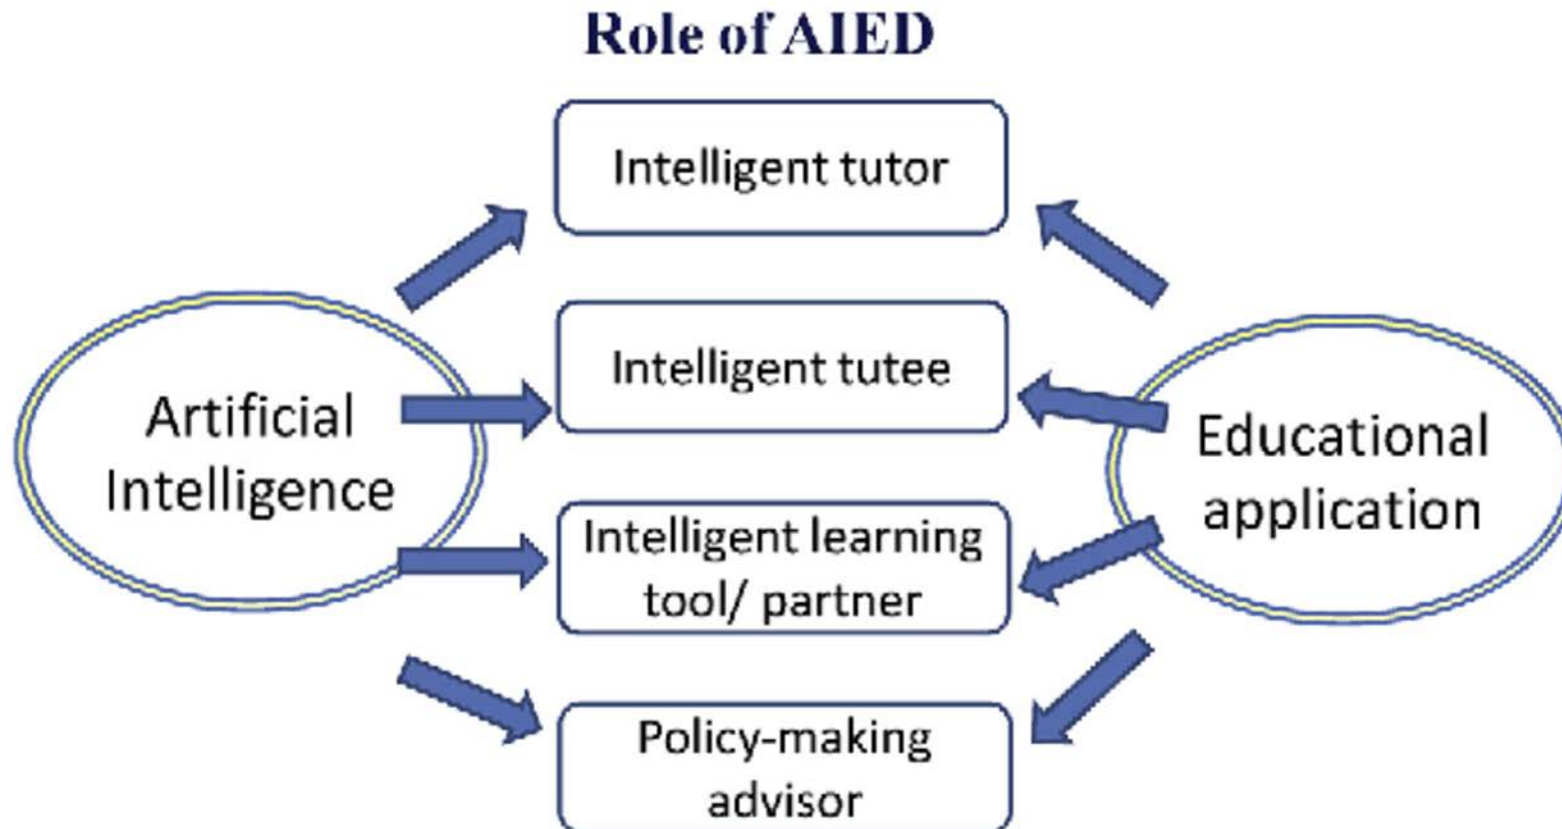 Role of AIED
Intelligent tutor
Intelligent tutee
Artificial
Intelligence
Educational
application
Intelligent learning
tool/ partner
Policy-making
advisor